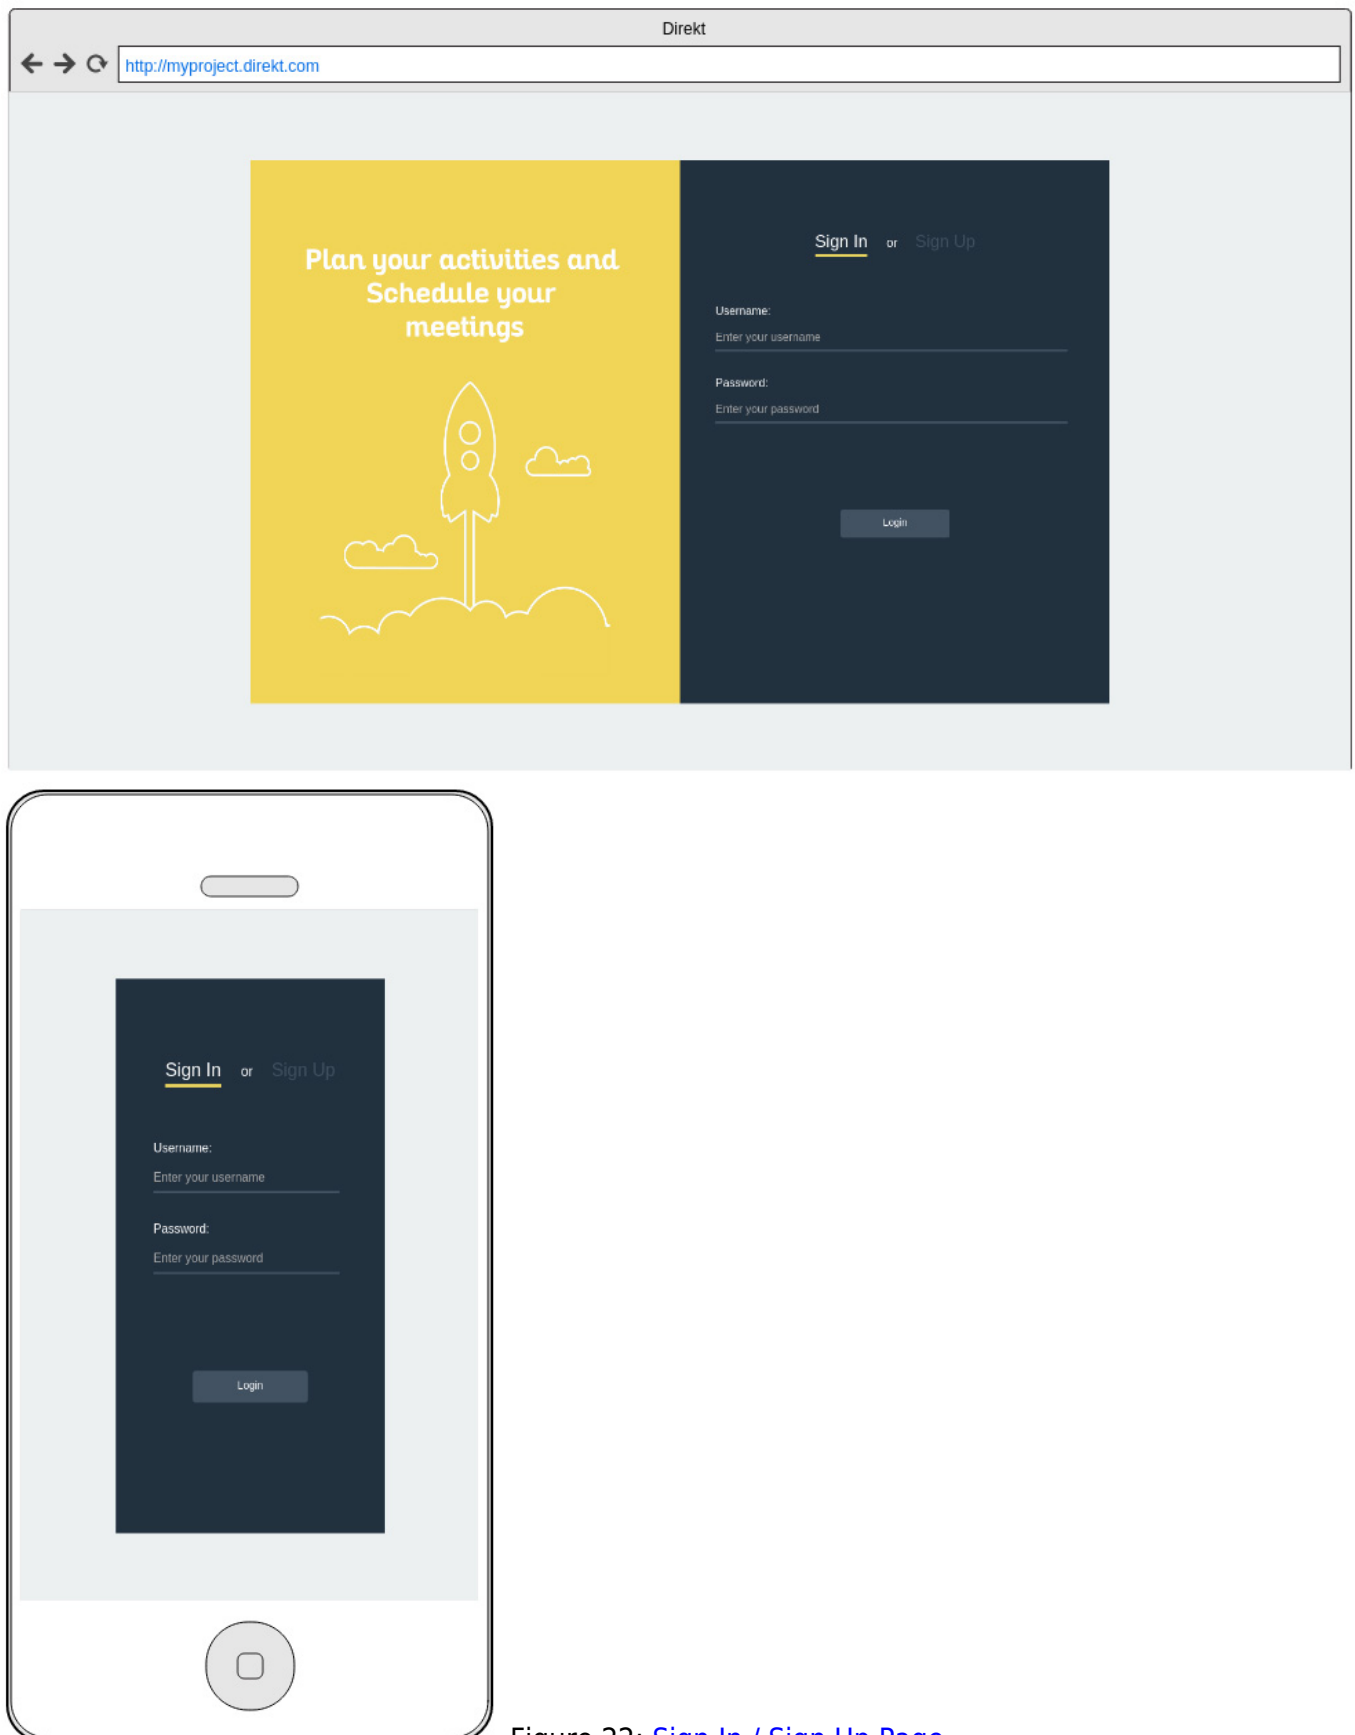 Direkt
http://myproject.direkt.com
Plan your activities and
Schedule your
meetings
Sign In or Sign Up
Username:
Enter your username
Password:
Enter your password
Login
Sign In or Sign Up
Username:
Enter your username
Password:
Enter your password
Login
Figure 22: Sign In / Sign Up Page